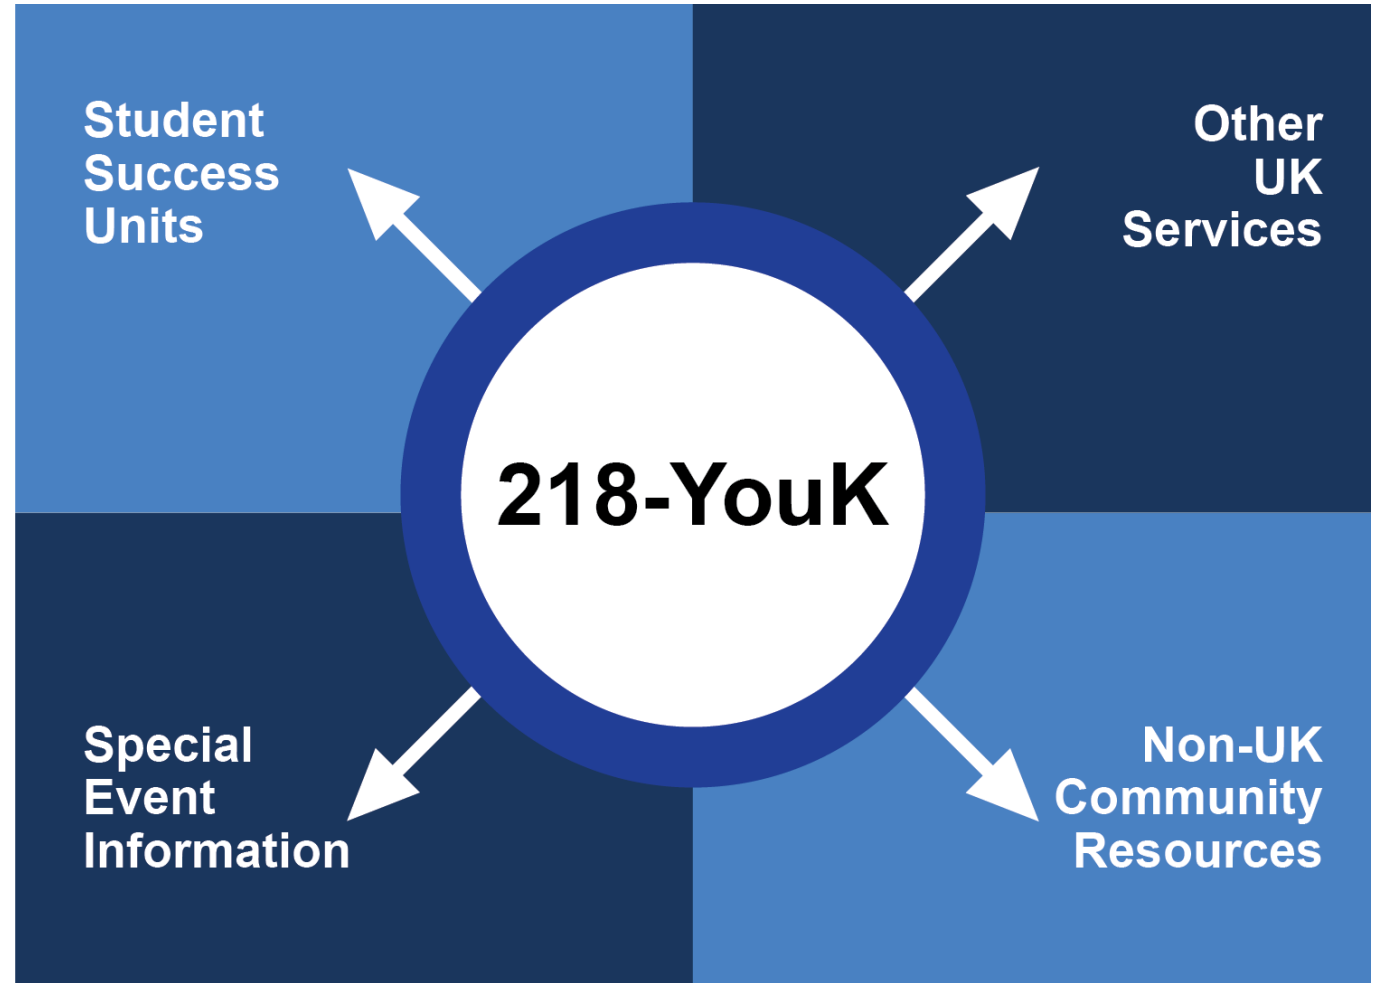 Student
Success
Units
Other
UK
Services
218-YouK
Special
Event
Information
Non-UK
Community
Resources